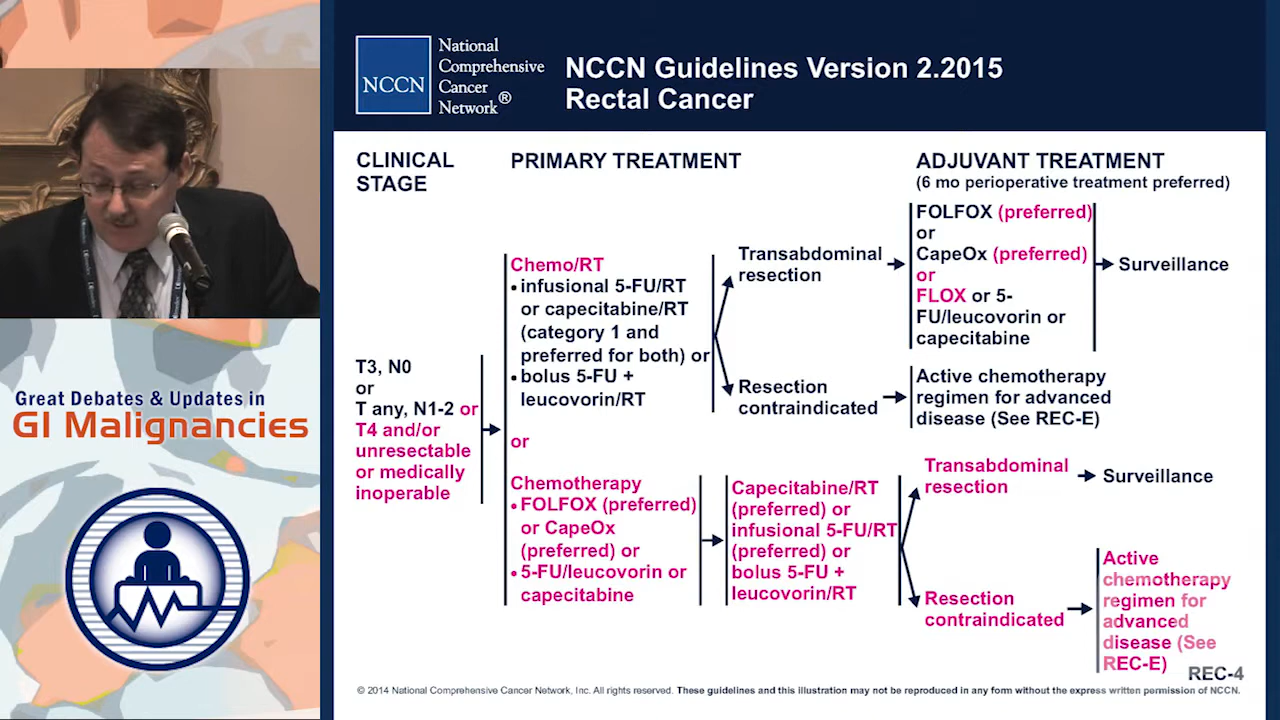 NCCN
National
Comprehensive
Cancer
Network®
NCCN Guidelines Version 2.2015
Rectal Cancer
CLINICAL
STAGE
PRIMARY TREATMENT
ADJUVANT TREATMENT
(6 mo perioperative treatment preferred)
T3, N0
or
T any, N1-2 or
T4 and/or
unresectable
or medically
inoperable
Chemo/RT
• infusional 5-FU/RT
or capecitabine/RT
(category 1 and
preferred for both) or
• bolus 5-FU +
leucovorin/RT
Transabdominal
resection
FOLFOX (preferred)
or
CapeOx (preferred)
or
FLOX or 5-
FU/leucovorin or
capecitabine
Surveillance
Resection
contraindicated
Active chemotherapy
regimen for advanced
disease (See REC-E)
or
Chemotherapy
• FOLFOX (preferred)
or CapeOx
(preferred) or
• 5-FU/leucovorin or
capecitabine
Capecitabine/RT
(preferred) or
infusional 5-FU/RT
(preferred) or
bolus 5-FU +
leucovorin/RT
Transabdominal
resection
Surveillance
Resection
contraindicated
Active
chemotherapy
regimen for
advanced
disease (See
REC-E)
REC-4
© 2014 National Comprehensive Cancer Network, Inc. All rights reserved. These guidelines and this illustration may not be reproduced in any form without the express written permission of NCCN.
Great Debates & Updates in
GI Malignancies